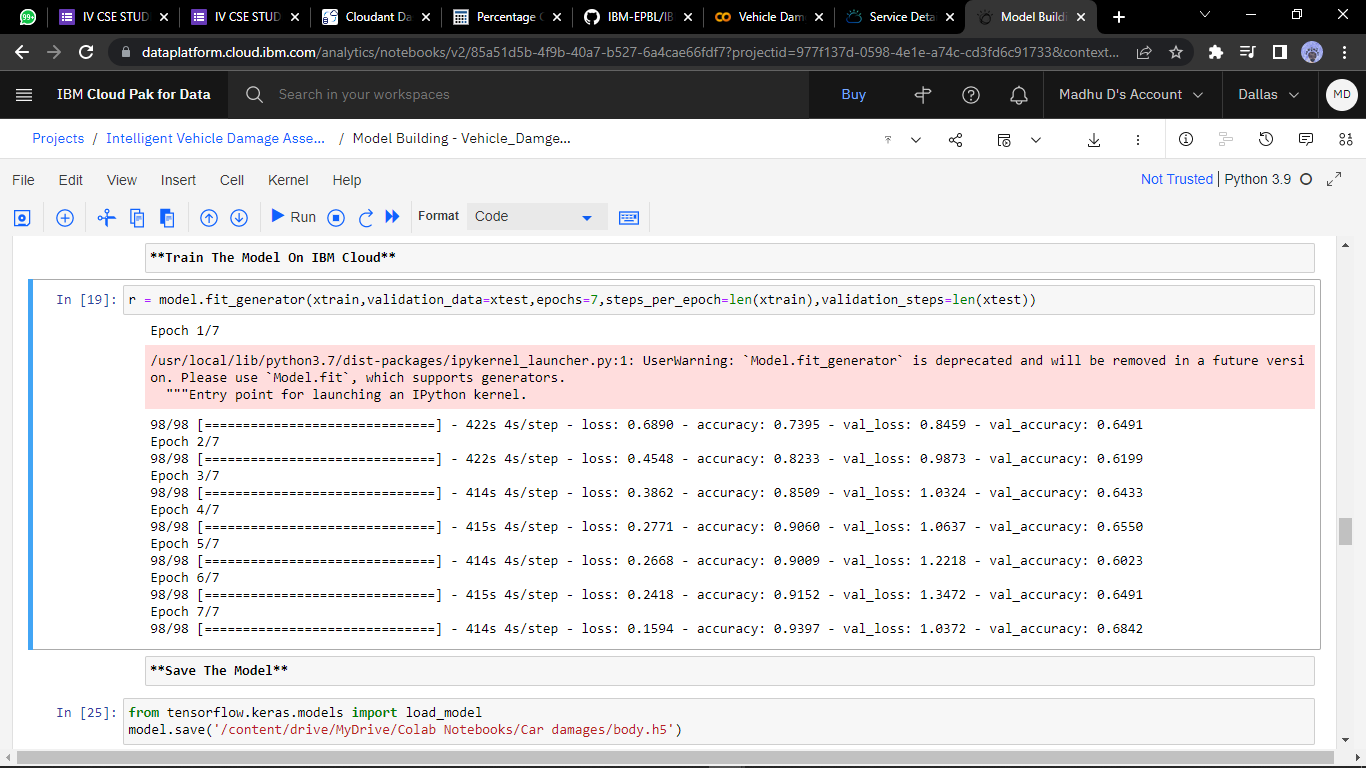 IV CSE STUD
IV CSE STUD
Cloudant Da
Percentage
IBM-EPBL/IB
Vehicle Dam
Service Deta
Model Buildi
dataplatform.cloud.ibm.com/analytics/notebooks/v2/85a51d5b-4f9b-40a7-b527-6a4cae66fdf7?projectid=977f137d-0598-4e1e-a74c-cd3fd6c91733&context...
IBM Cloud Pak for Data
Search in your workspaces
Buy
Madhu D's Account
Dallas
MD
Projects / Intelligent Vehicle Damage Asse... / Model Building - Vehicle_Damge...
File Edit View Insert Cell Kernel Help
Not Trusted | Python 3.9
Run
Format
Code
**Train The Model On IBM Cloud**
In [19]: r = model.fit_generator(xtrain,validation_data=xtest,epochs=7,steps_per_epoch=len(xtrain),validation_steps=len(xtest))
Epoch 1/7
/usr/local/lib/python3.7/dist-packages/ipykernel_launcher.py:1: UserWarning: `Model.fit_generator` is deprecated and will be removed in a future versi
on. Please use `Model.fit`, which supports generators.
"""Entry point for launching an IPython kernel.
98/98 [==============================] - 422s 4s/step - loss: 0.6890 - accuracy: 0.7395 - val_loss: 0.8459 - val_accuracy: 0.6491
Epoch 2/7
98/98 [==============================] - 422s 4s/step - loss: 0.4548 - accuracy: 0.8233 - val_loss: 0.9873 - val_accuracy: 0.6199
Epoch 3/7
98/98 [==============================] - 414s 4s/step - loss: 0.3862 - accuracy: 0.8509 - val_loss: 1.0324 - val_accuracy: 0.6433
Epoch 4/7
98/98 [==============================] - 415s 4s/step - loss: 0.2771 - accuracy: 0.9060 - val_loss: 1.0637 - val_accuracy: 0.6550
Epoch 5/7
98/98 [==============================] - 414s 4s/step - loss: 0.2668 - accuracy: 0.9009 - val_loss: 1.2218 - val_accuracy: 0.6023
Epoch 6/7
98/98 [==============================] - 415s 4s/step - loss: 0.2418 - accuracy: 0.9152 - val_loss: 1.3472 - val_accuracy: 0.6491
Epoch 7/7
98/98 [==============================] - 414s 4s/step - loss: 0.1594 - accuracy: 0.9397 - val_loss: 1.0372 - val_accuracy: 0.6842
**Save The Model**
In [25]: from tensorflow.keras.models import load_model
model.save('/content/drive/MyDrive/Colab Notebooks/Car damages/body.h5')